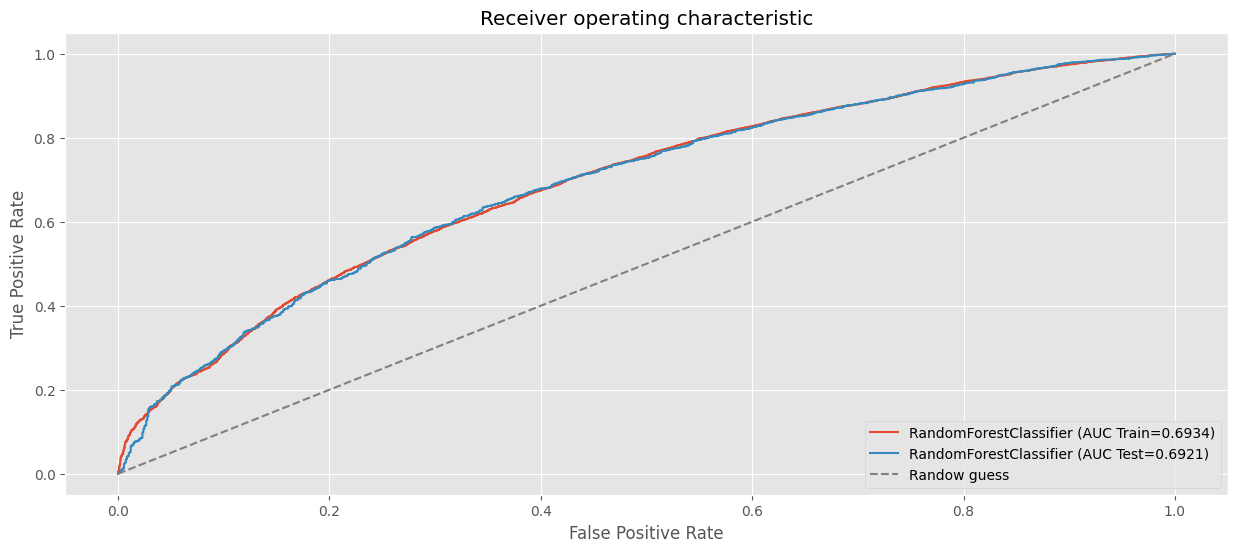 Receiver operating characteristic
True Positive Rate
1.0
0.8
0.6
0.4
0.2
0.0
RandomForestClassifier (AUC Train=0.6934)
RandomForestClassifier (AUC Test=0.6921)
Randow guess
0.0 0.2 0.4 0.6 0.8 1.0
False Positive Rate